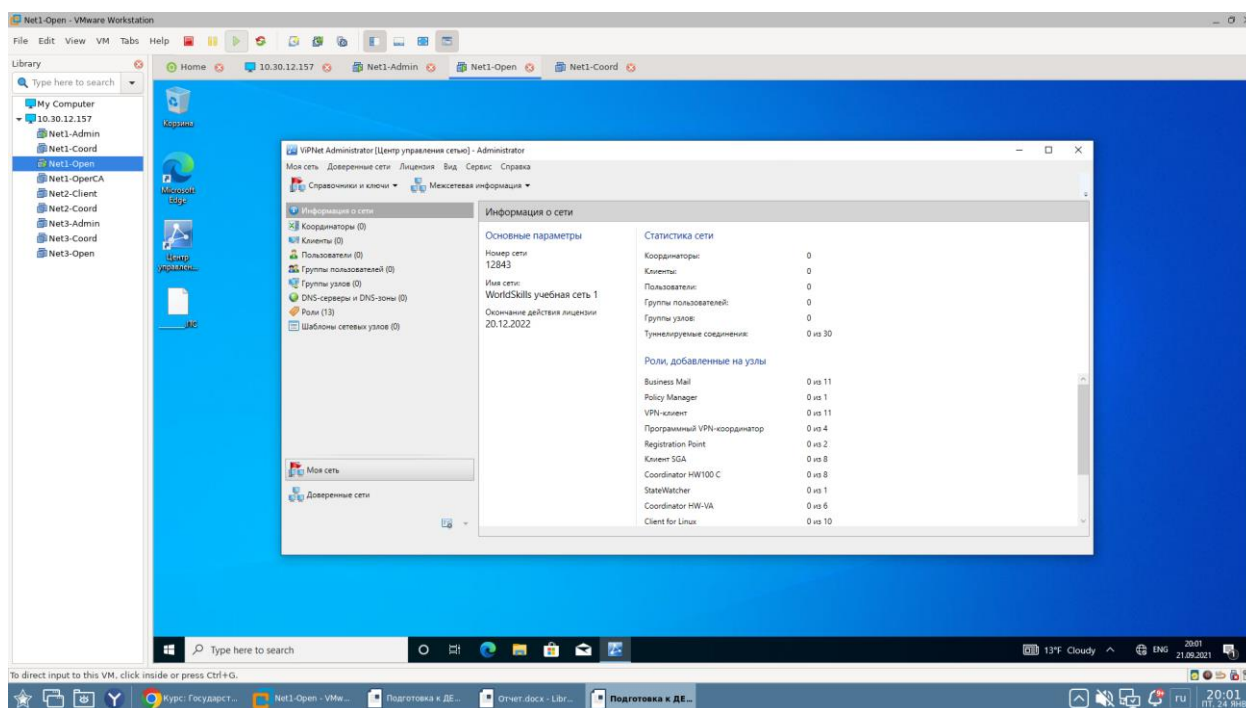 Net1-Open - VMware Workstation
File Edit View VM Tabs Help
Library
Type here to search
My Computer
10.30.12.157
Net1-Admin
Net1-Coord
Net1-Open
Net1-OperCA
Net2-Client
Net2-Coord
Net3-Admin
Net3-Coord
Net3-Open
Home 10.30.12.157 Net1-Admin Net1-Open Net1-Coord
Корзина
Microsoft Edge
Центр управлен...
ViPNet Administrator [Центр управления сетью] - Administrator
Моя сеть Доверенные сети Лицензия Вид Сервис Справка
Справочники и ключи Межсетевая информация
Информация о сети
Координаторы (0)
Клиенты (0)
Пользователи (0)
Группы пользователей (0)
Группы узлов (0)
DNS-серверы и DNS-зоны (0)
Роли (13)
Шаблоны сетевых узлов (0)
Моя сеть
Доверенные сети
Информация о сети
Основные параметры
Номер сети
12843
Имя сети:
WorldSkills учебная сеть 1
Окончание действия лицензии
20.12.2022
Статистика сети
Координаторы: 0
Клиенты: 0
Пользователи: 0
Группы пользователей: 0
Группы узлов: 0
Туннелируемые соединения: 0 из 30
Роли, добавленные на узлы
Business Mail 0 из 11
Policy Manager 0 из 1
VPN-клиент 0 из 11
Программный VPN-координатор 0 из 4
Registration Point 0 из 2
Клиент SGA 0 из 8
Coordinator HW100 C 0 из 8
StateWatcher 0 из 1
Coordinator HW-VA 0 из 6
Client for Linux 0 из 10
Type here to search
13°F Cloudy ENG 20:01
21.09.2021
To direct input to this VM, click inside or press Ctrl+G.
Курс: Государст... Net1-Open - VMw... Подготовка к ДЕ... Отчет.docx - Libr... Подготовка к ДЕ...
ru 20:01
ПТ, 24 ЯНВ